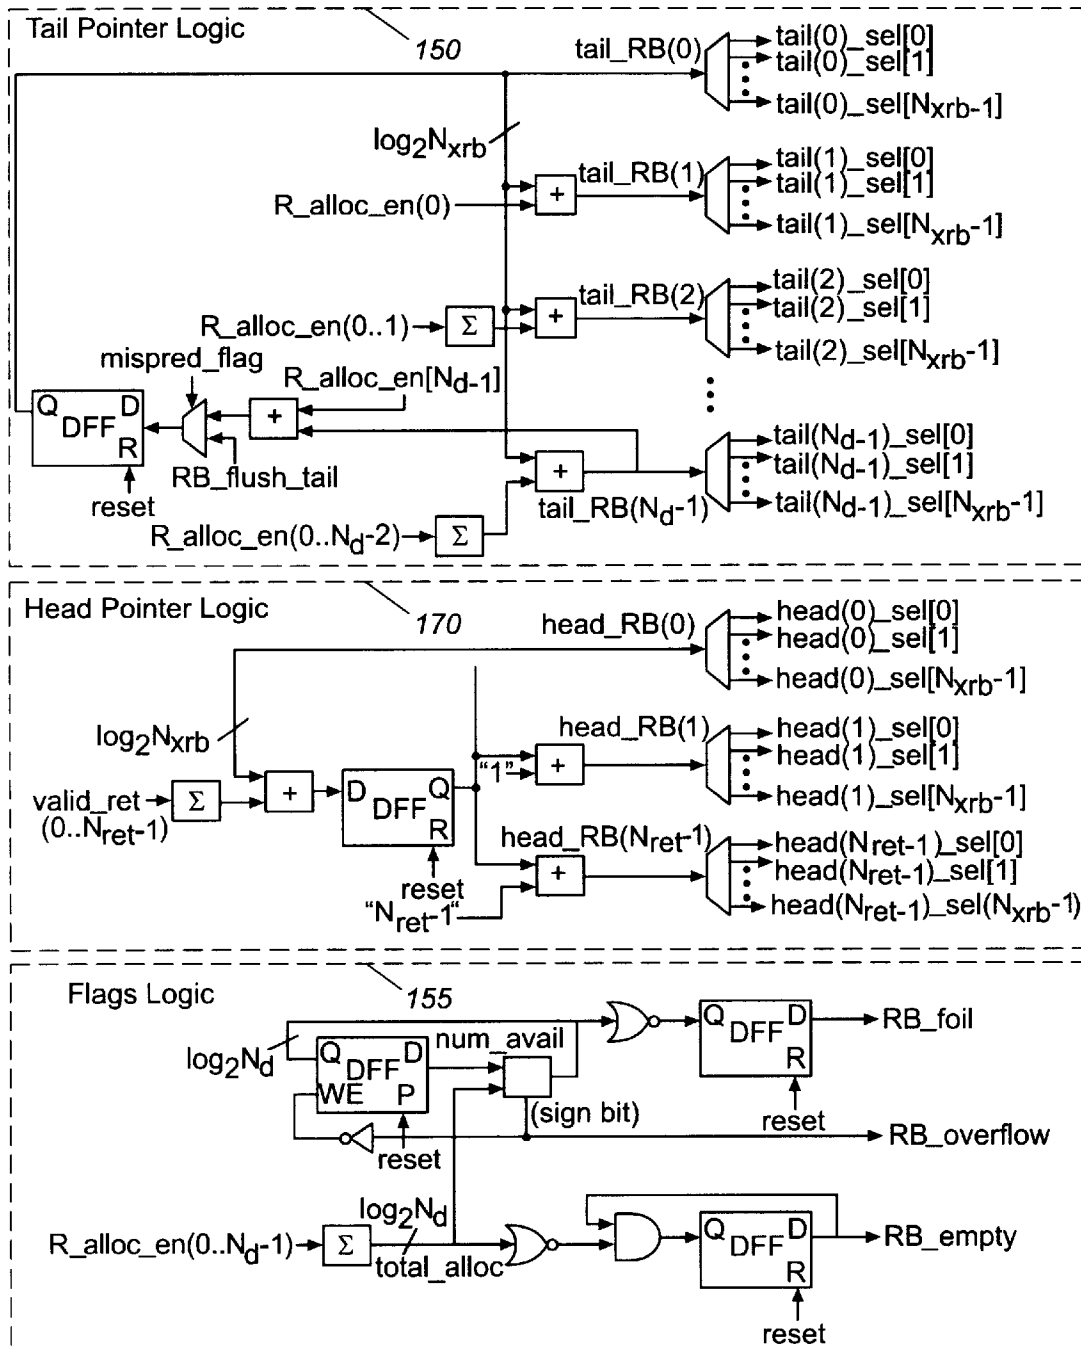 Tail Pointer Logic
150
tail_RB(0)
tail(0)_sel[0]
tail(0)_sel[1]
tail(0)_sel[Nxrb-1]
log2Nxrb
R_alloc_en(0)
+
tail_RB(1)
tail(1)_sel[0]
tail(1)_sel[1]
tail(1)_sel[Nxrb-1]
R_alloc_en(0..1)
Σ
+
tail_RB(2)
tail(2)_sel[0]
tail(2)_sel[1]
tail(2)_sel[Nxrb-1]
mispred_flag
R_alloc_en[Nd-1]
Q D
DFF
R
+
RB_flush_tail
reset
+
tail_RB(Nd-1)
tail(Nd-1)_sel[0]
tail(Nd-1)_sel[1]
tail(Nd-1)_sel[Nxrb-1]
R_alloc_en(0..Nd-2)
Σ
Head Pointer Logic
170
head_RB(0)
head(0)_sel[0]
head(0)_sel[1]
head(0)_sel[Nxrb-1]
log2Nxrb
valid_ret
(0..Nret-1)
Σ
+
D Q
DFF
R
reset
"1"
+
head_RB(1)
head(1)_sel[0]
head(1)_sel[1]
head(1)_sel[Nxrb-1]
"Nret-1"
+
head_RB(Nret-1)
head(Nret-1)_sel[0]
head(Nret-1)_sel[1]
head(Nret-1)_sel(Nxrb-1)
Flags Logic
155
log2Nd
Q D
DFF
WE P
reset
num_avail
(sign bit)
Q D
DFF
R
reset
RB_foil
RB_overflow
R_alloc_en(0..Nd-1)
Σ
log2Nd
total_alloc
Q D
DFF
R
reset
RB_empty